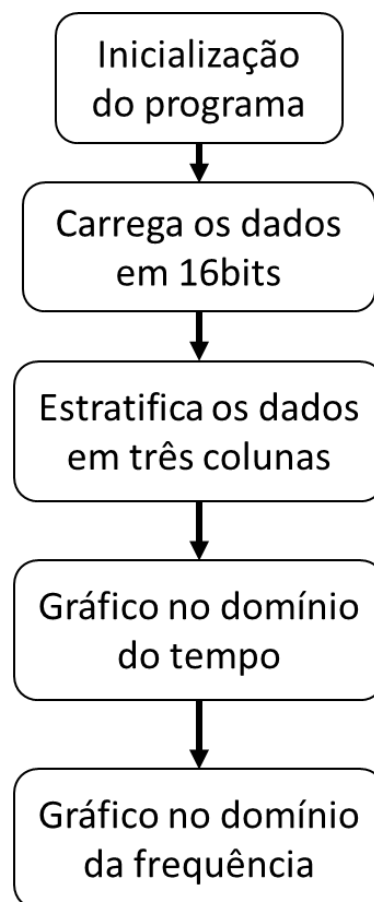 Inicialização
do programa
Carrega os dados
em 16bits
Estratifica os dados
em três colunas
Gráfico no domínio
do tempo
Gráfico no domínio
da frequência